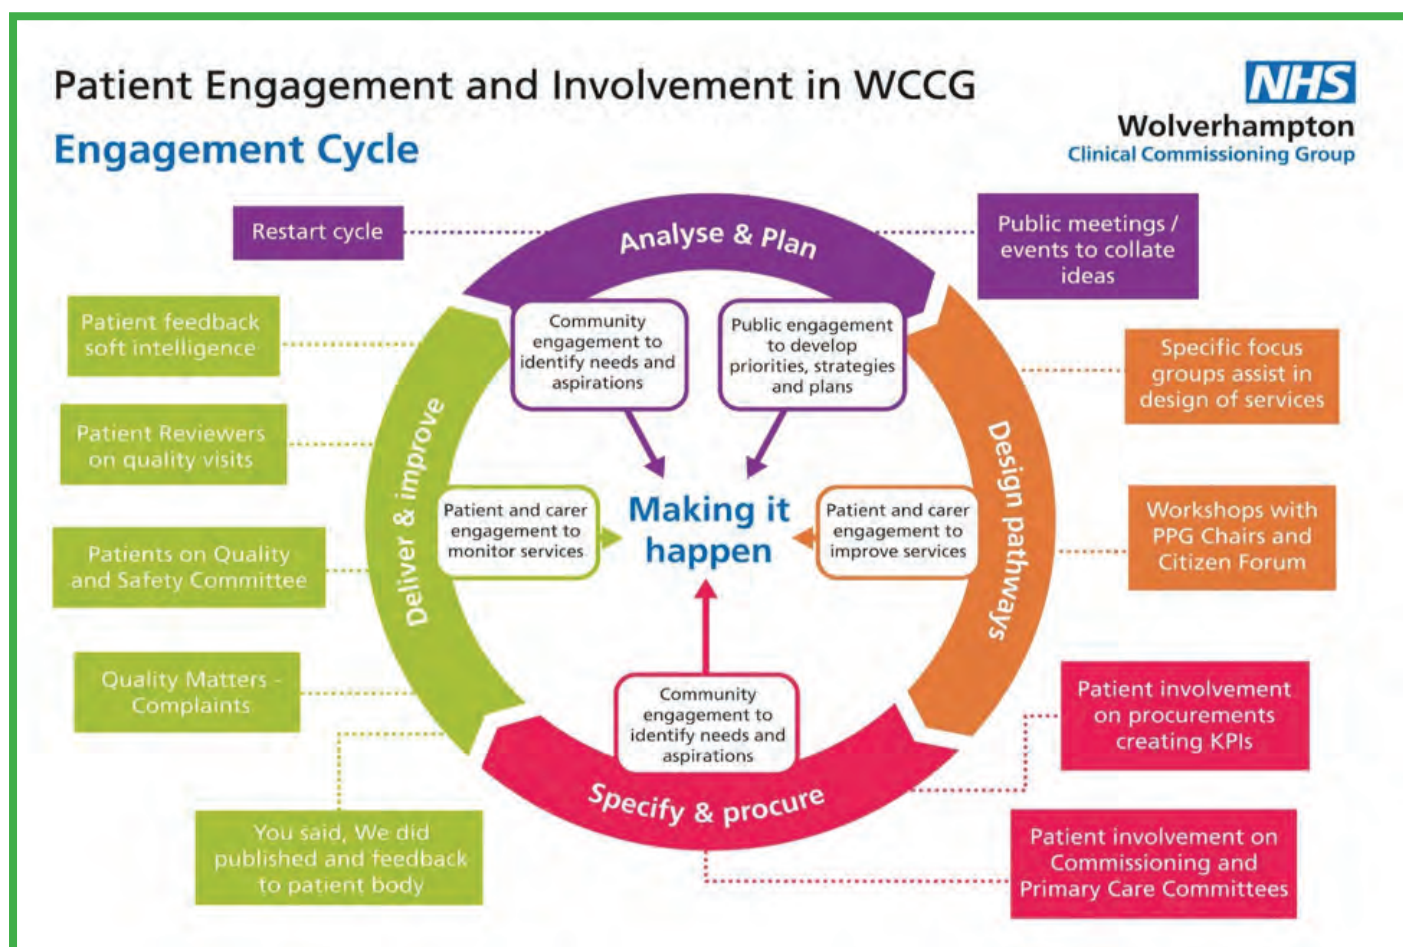 Patient Engagement and Involvement in WCCG
Engagement Cycle
NHS
Wolverhampton
Clinical Commissioning Group
Restart cycle
Analyse & Plan
Public meetings /
events to collate
ideas
Patient feedback
soft intelligence
Community
engagement to
identify needs and
aspirations
Public engagement
to develop
priorities, strategies
and plans
Specific focus
groups assist in
design of services
Patient Reviewers
on quality visits
Deliver & improve
Design pathways
Patient and carer
engagement to
monitor services
Making it
happen
Patient and carer
engagement to
improve services
Workshops with
PPG Chairs and
Citizen Forum
Patients on Quality
and Safety Committee
Quality Matters -
Complaints
Community
engagement to
identify needs and
aspirations
Patient involvement
on procurements
creating KPIs
Specify & procure
You said, We did
published and feedback
to patient body
Patient involvement on
Commissioning and
Primary Care Committees